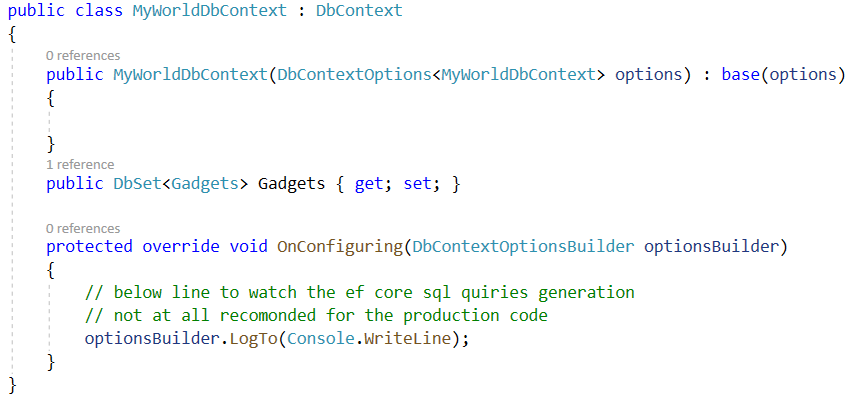 public class MyWorldDbContext : DbContext
{
0 references
public MyWorldDbContext(DbContextOptions<MyWorldDbContext> options) : base(options)
{
}
1 reference
public DbSet<Gadgets> Gadgets { get; set; }
0 references
protected override void OnConfiguring(DbContextOptionsBuilder optionsBuilder)
{
// below line to watch the ef core sql quiries generation
// not at all recomonded for the production code
optionsBuilder.LogTo(Console.WriteLine);
}
}